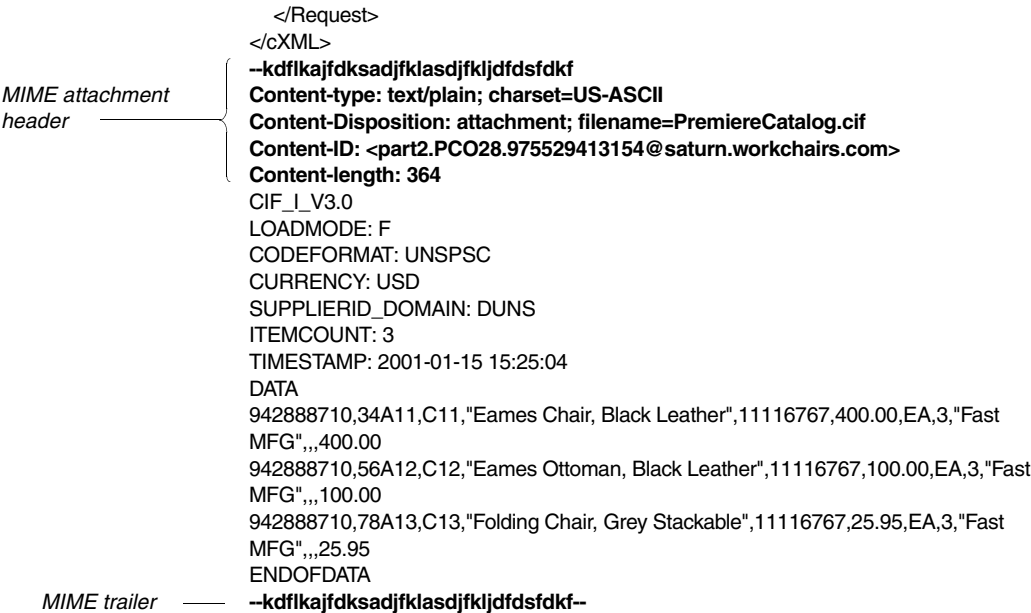 </Request>
</cXML>
--kdflkajfdksadjfklasdjfkljdfdsfdkf
MIME attachment header
Content-type: text/plain; charset=US-ASCII
Content-Disposition: attachment; filename=PremiereCatalog.cif
Content-ID: <part2.PCO28.975529413154@saturn.workchairs.com>
Content-length: 364
CIF_I_V3.0
LOADMODE: F
CODEFORMAT: UNSPSC
CURRENCY: USD
SUPPLIERID_DOMAIN: DUNS
ITEMCOUNT: 3
TIMESTAMP: 2001-01-15 15:25:04
DATA
942888710,34A11,C11,"Eames Chair, Black Leather",11116767,400.00,EA,3,"Fast
MFG",,,400.00
942888710,56A12,C12,"Eames Ottoman, Black Leather",11116767,100.00,EA,3,"Fast
MFG",,,100.00
942888710,78A13,C13,"Folding Chair, Grey Stackable",11116767,25.95,EA,3,"Fast
MFG",,,25.95
ENDOFDATA
MIME trailer
--kdflkajfdksadjfklasdjfkljdfdsfdkf--